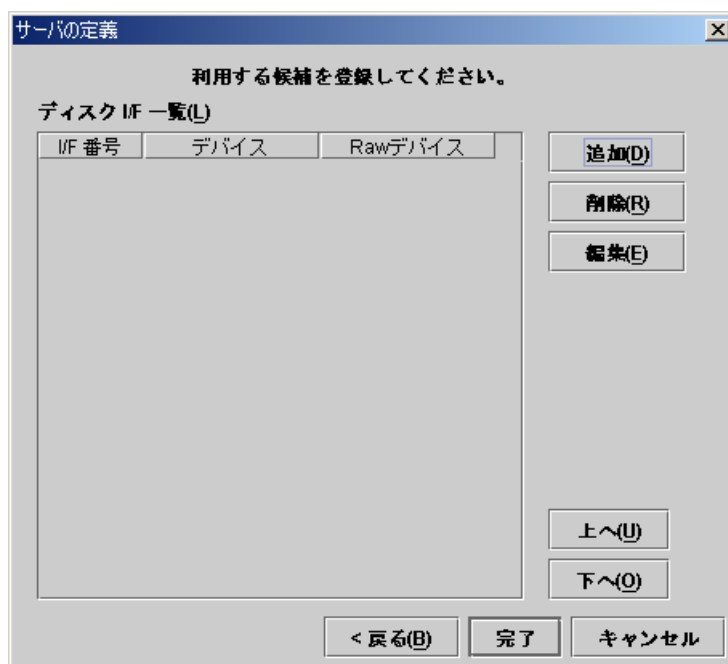 サーバの定義
利用する候補を登録してください。
ディスク I/F 一覧(L)
I/F 番号 デバイス Rawデバイス
追加(D)
削除(R)
編集(E)
上へ(U)
下へ(O)
< 戻る(B) 完了 キャンセル